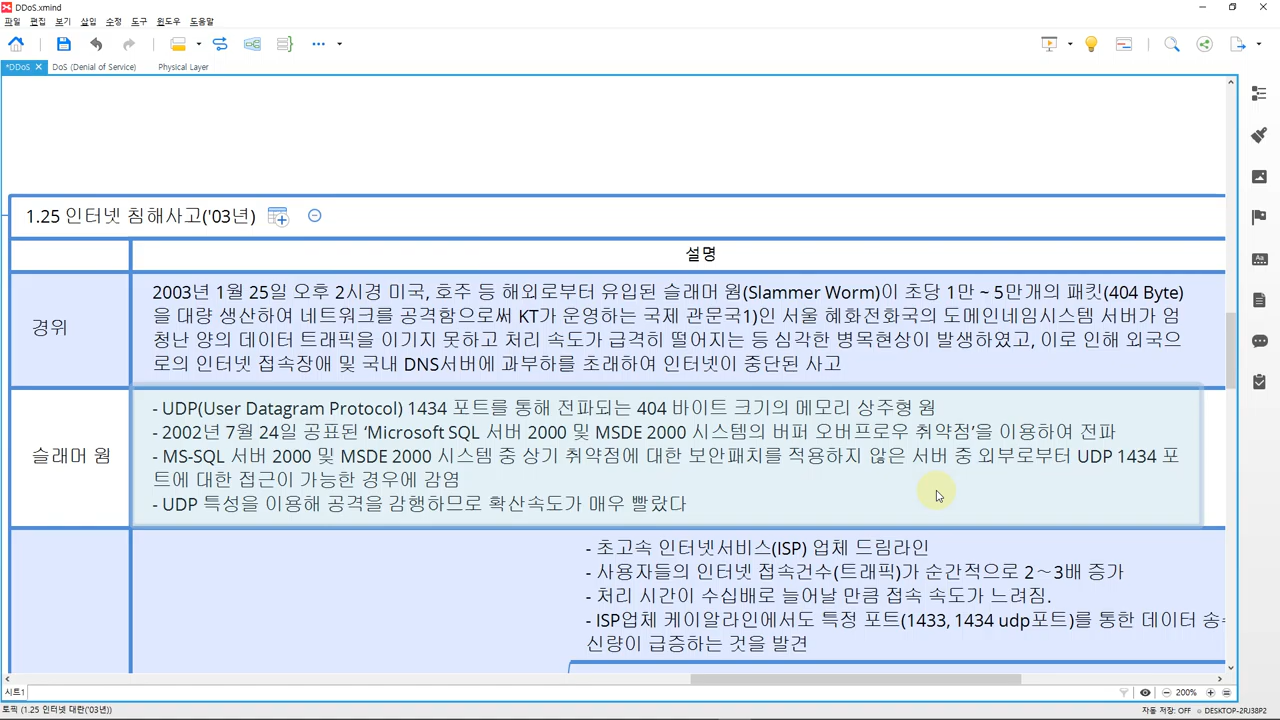 DDoS.xmind
파일 편집 보기 삽입 수정 도구 윈도우 도움말
*DDoS DoS (Denial of Service) Physical Layer
1.25 인터넷 침해사고('03년)
설명
경위
2003년 1월 25일 오후 2시경 미국, 호주 등 해외로부터 유입된 슬래머 웜(Slammer Worm)이 초당 1만 ~ 5만개의 패킷(404 Byte)
을 대량 생산하여 네트워크를 공격함으로써 KT가 운영하는 국제 관문국1)인 서울 혜화전화국의 도메인네임시스템 서버가 엄
청난 양의 데이터 트래픽을 이기지 못하고 처리 속도가 급격히 떨어지는 등 심각한 병목현상이 발생하였고, 이로 인해 외국으
로의 인터넷 접속장애 및 국내 DNS서버에 과부하를 초래하여 인터넷이 중단된 사고
슬래머 웜
- UDP(User Datagram Protocol) 1434 포트를 통해 전파되는 404 바이트 크기의 메모리 상주형 웜
- 2002년 7월 24일 공표된 ‘Microsoft SQL 서버 2000 및 MSDE 2000 시스템의 버퍼 오버프로우 취약점’을 이용하여 전파
- MS-SQL 서버 2000 및 MSDE 2000 시스템 중 상기 취약점에 대한 보안패치를 적용하지 않은 서버 중 외부로부터 UDP 1434 포
트에 대한 접근이 가능한 경우에 감염
- UDP 특성을 이용해 공격을 감행하므로 확산속도가 매우 빨랐다
- 초고속 인터넷서비스(ISP) 업체 드림라인
- 사용자들의 인터넷 접속건수(트래픽)가 순간적으로 2～3배 증가
- 처리 시간이 수십배로 늘어날 만큼 접속 속도가 느려짐.
- ISP업체 케이알라인에서도 특정 포트(1433, 1434 udp포트)를 통한 데이터 송수
신량이 급증하는 것을 발견
시트1
200%
토픽 (1.25 인터넷 대란('03년))
자동 저장: OFF DESKTOP-2RJ38P2